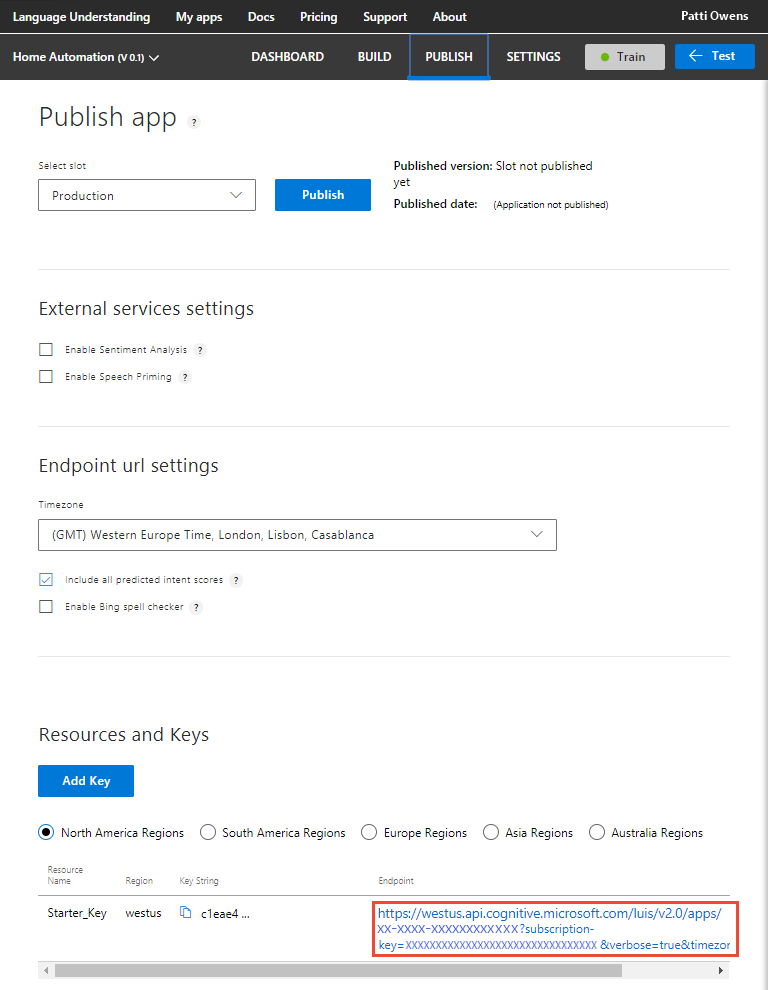 Language Understanding My apps Docs Pricing Support About Patti Owens
Home Automation (V 0.1) DASHBOARD BUILD PUBLISH SETTINGS Train Test
Publish app ?
Select slot
Production
Publish
Published version: Slot not published
yet
Published date: (Application not published)
External services settings
Enable Sentiment Analysis ?
Enable Speech Priming ?
Endpoint url settings
Timezone
(GMT) Western Europe Time, London, Lisbon, Casablanca
Include all predicted intent scores ?
Enable Bing spell checker ?
Resources and Keys
Add Key
North America Regions South America Regions Europe Regions Asia Regions Australia Regions
Resource
Name Region Key String Endpoint
Starter_Key westus c1eae4 ... https://westus.api.cognitive.microsoft.com/luis/v2.0/apps/
XX-XXXX-XXXXXXXXXXXX?subscription-
key=XXXXXXXXXXXXXXXXXXXXXXXXXXXXXXXX &verbose=true&timezor